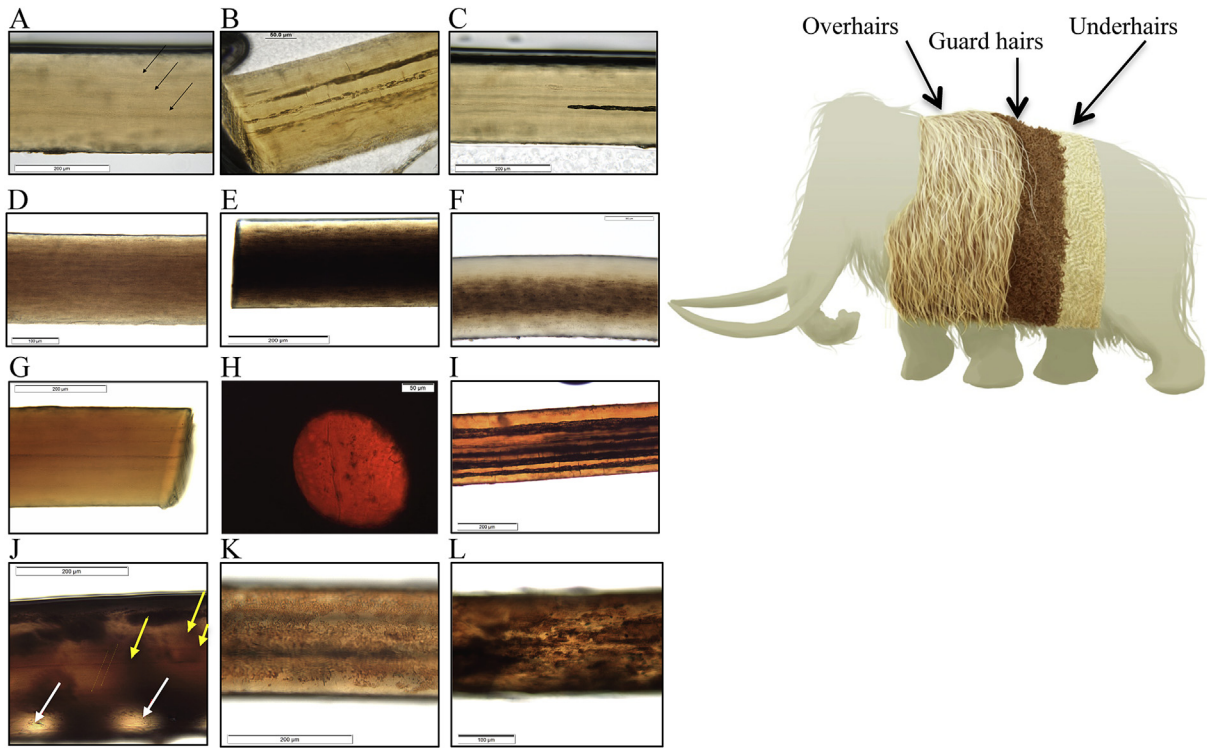 A
B
C
Overhairs
Guard hairs
Underhairs
50.0 µm
200 µm
200 µm
D
E
F
100 µm
200 µm
G
H
I
200 µm
50 µm
200 µm
J
K
L
200 µm
200 µm
100 µm